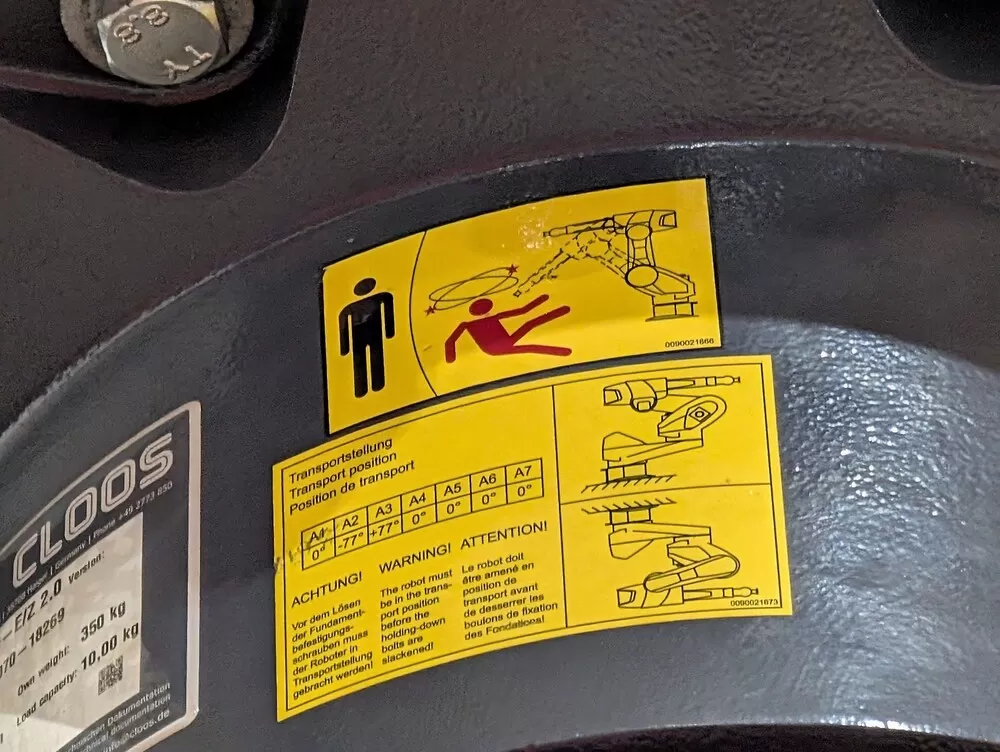 8.8
TY
0090021666
Transportstellung
Transport position
Position de transport
A1 A2 A3 A4 A5 A6 A7
0° -77° +77° 0° 0° 0° 0°
ACHTUNG!
Vor dem Lösen
der Fundament-
befestigungs-
schrauben muss
der Roboter in
Transportstellung
gebracht werden!
WARNING!
The robot must
be in the trans-
port position
before the
holding-down
bolts are
slackened!
ATTENTION!
Le robot doit
être amené en
position de
transport avant
de desserrer les
boulons de fixation
des Fondations!
0090021673
CLOOS
Haiger | Germany | Phone +49 2773 850
E/Z 2.0 Version:
070-18269
Own weight: 350 kg
Load capacity: 10,00 kg
technischen Dokumentation
technical documentation
info@cloos.de